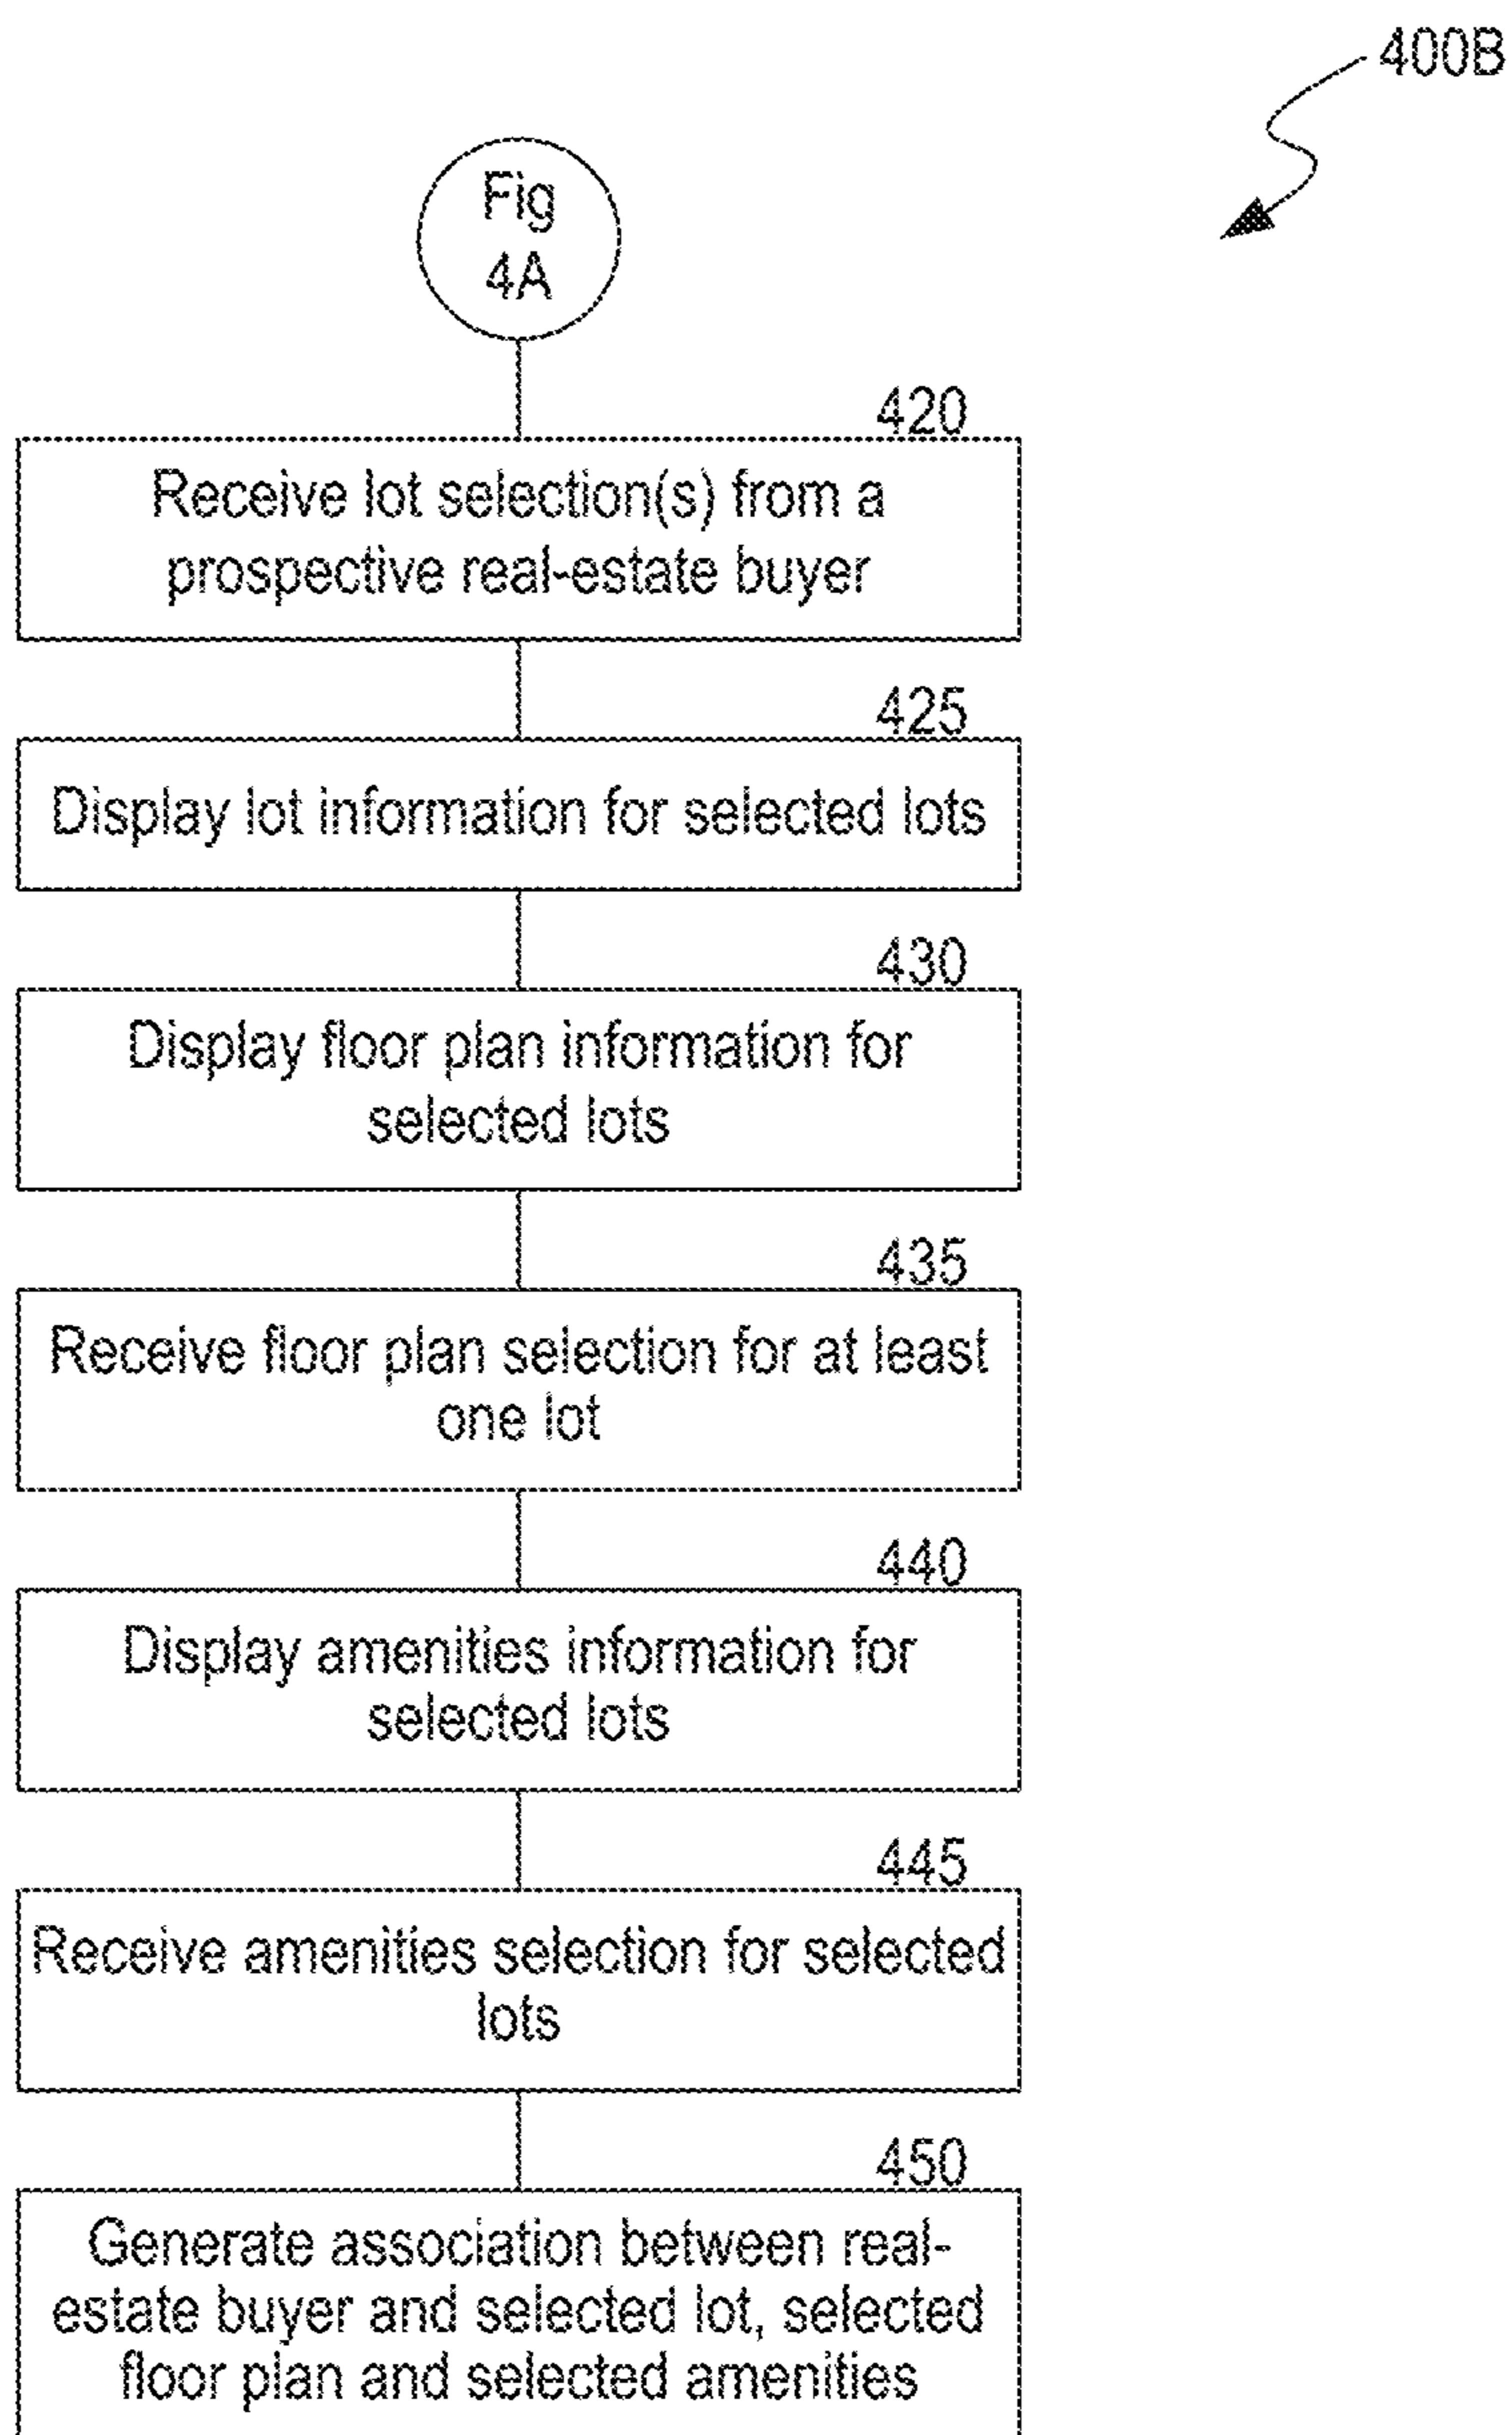 400B
Fig
4A
420
Receive lot selection(s) from a
prospective real-estate buyer
425
Display lot information for selected lots
430
Display floor plan information for
selected lots
435
Receive floor plan selection for at least
one lot
440
Display amenities information for
selected lots
445
Receive amenities selection for selected
lots
450
Generate association between real-
estate buyer and selected lot, selected
floor plan and selected amenities